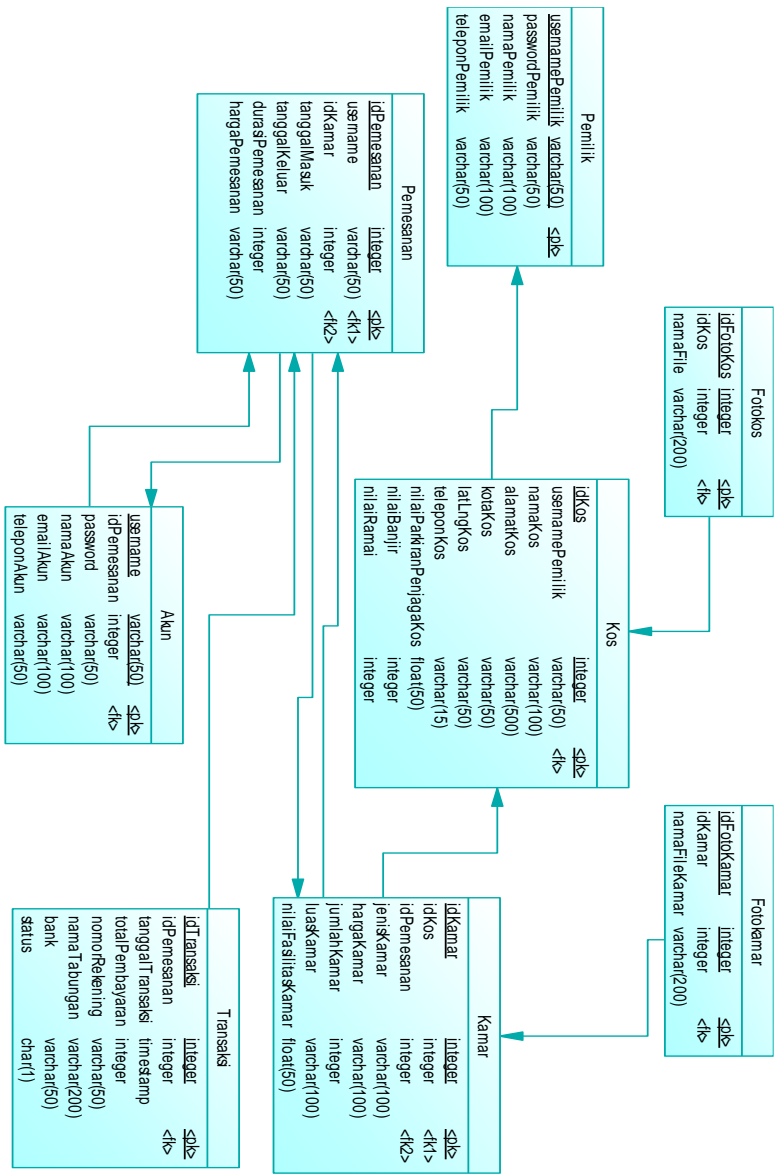 Pemilik
usernamePemilik varchar(50) <pk>
passwordPemilik varchar(50)
namaPemilik varchar(100)
emailPemilik varchar(100)
teleponPemilik varchar(50)
Fotokos
idFotoKos integer <pk>
idKos integer <fk>
namaFile varchar(200)
Fotokamar
idFotoKamar integer <pk>
idKamar integer <fk>
namaFileKamar varchar(200)
Kos
idKos integer <pk>
usernamePemilik varchar(50) <fk>
namaKos varchar(100)
alamatKos varchar(500)
kotaKos varchar(50)
latLngKos varchar(50)
teleponKos varchar(15)
nilaiParkiranPenjagaKos float(50)
nilaiBanjir integer
nilaiRamai integer
Pemesanan
idPemesanan integer <pk>
username varchar(50) <fk1>
idKamar integer <fk2>
tanggalMasuk varchar(50)
tanggalKeluar varchar(50)
durasiPemesanan integer
hargaPemesanan varchar(50)
Kamar
idKamar integer <pk>
idKos integer <fk1>
idPemesanan integer <fk2>
jenisKamar varchar(100)
hargaKamar varchar(100)
jumlahKamar integer
luasKamar varchar(100)
nilaiFasilitasKamar float(50)
Akun
username varchar(50) <pk>
idPemesanan integer <fk>
password varchar(50)
namaAkun varchar(100)
emailAkun varchar(100)
teleponAkun varchar(50)
Transaksi
idTransaksi integer <pk>
idPemesanan integer <fk>
tanggalTransaksi timestamp
totalPembayaran integer
nomorRekening varchar(50)
namaTabungan varchar(200)
bank varchar(50)
status char(1)